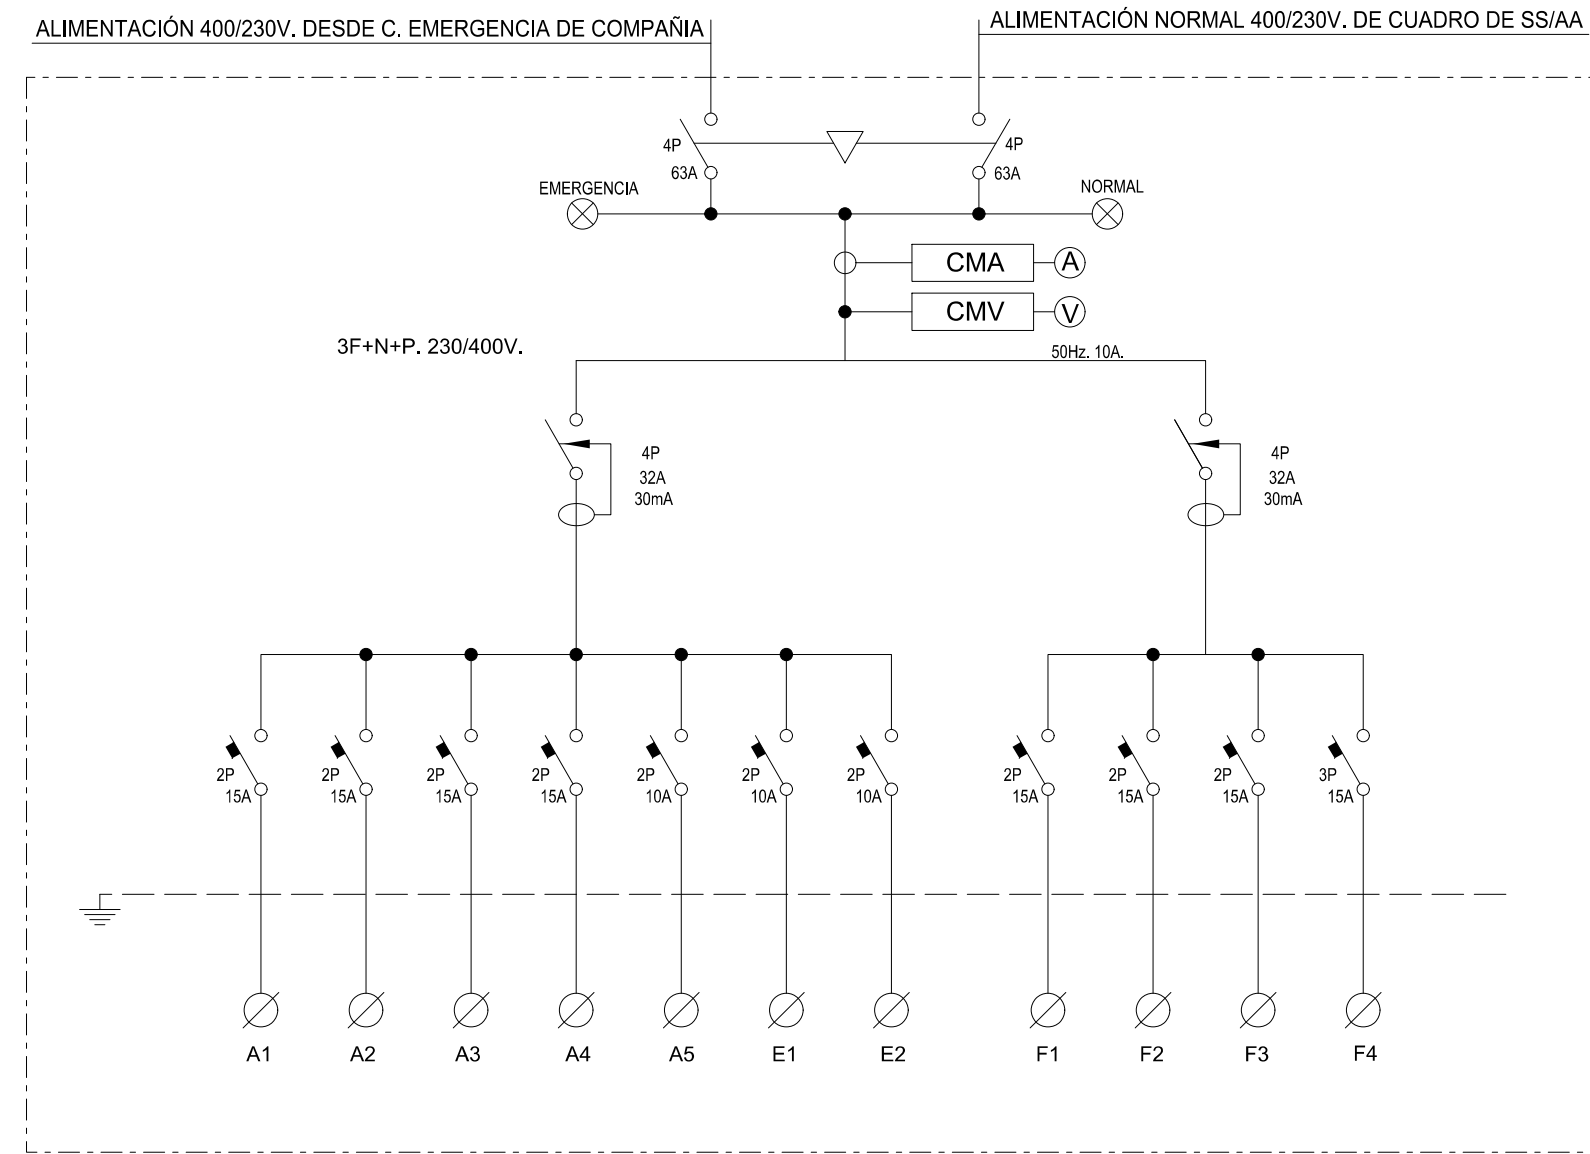 ALIMENTACIÓN 400/230V. DESDE C. EMERGENCIA DE COMPAÑIA
ALIMENTACIÓN NORMAL 400/230V. DE CUADRO DE SS/AA
4P
63A
4P
63A
EMERGENCIA
NORMAL
CMA
A
CMV
V
3F+N+P. 230/400V.
50Hz. 10A.
4P
32A
30mA
4P
32A
30mA
2P
15A
2P
15A
2P
15A
2P
15A
2P
10A
2P
10A
2P
10A
2P
15A
2P
15A
2P
15A
3P
15A
A1
A2
A3
A4
A5
E1
E2
F1
F2
F3
F4